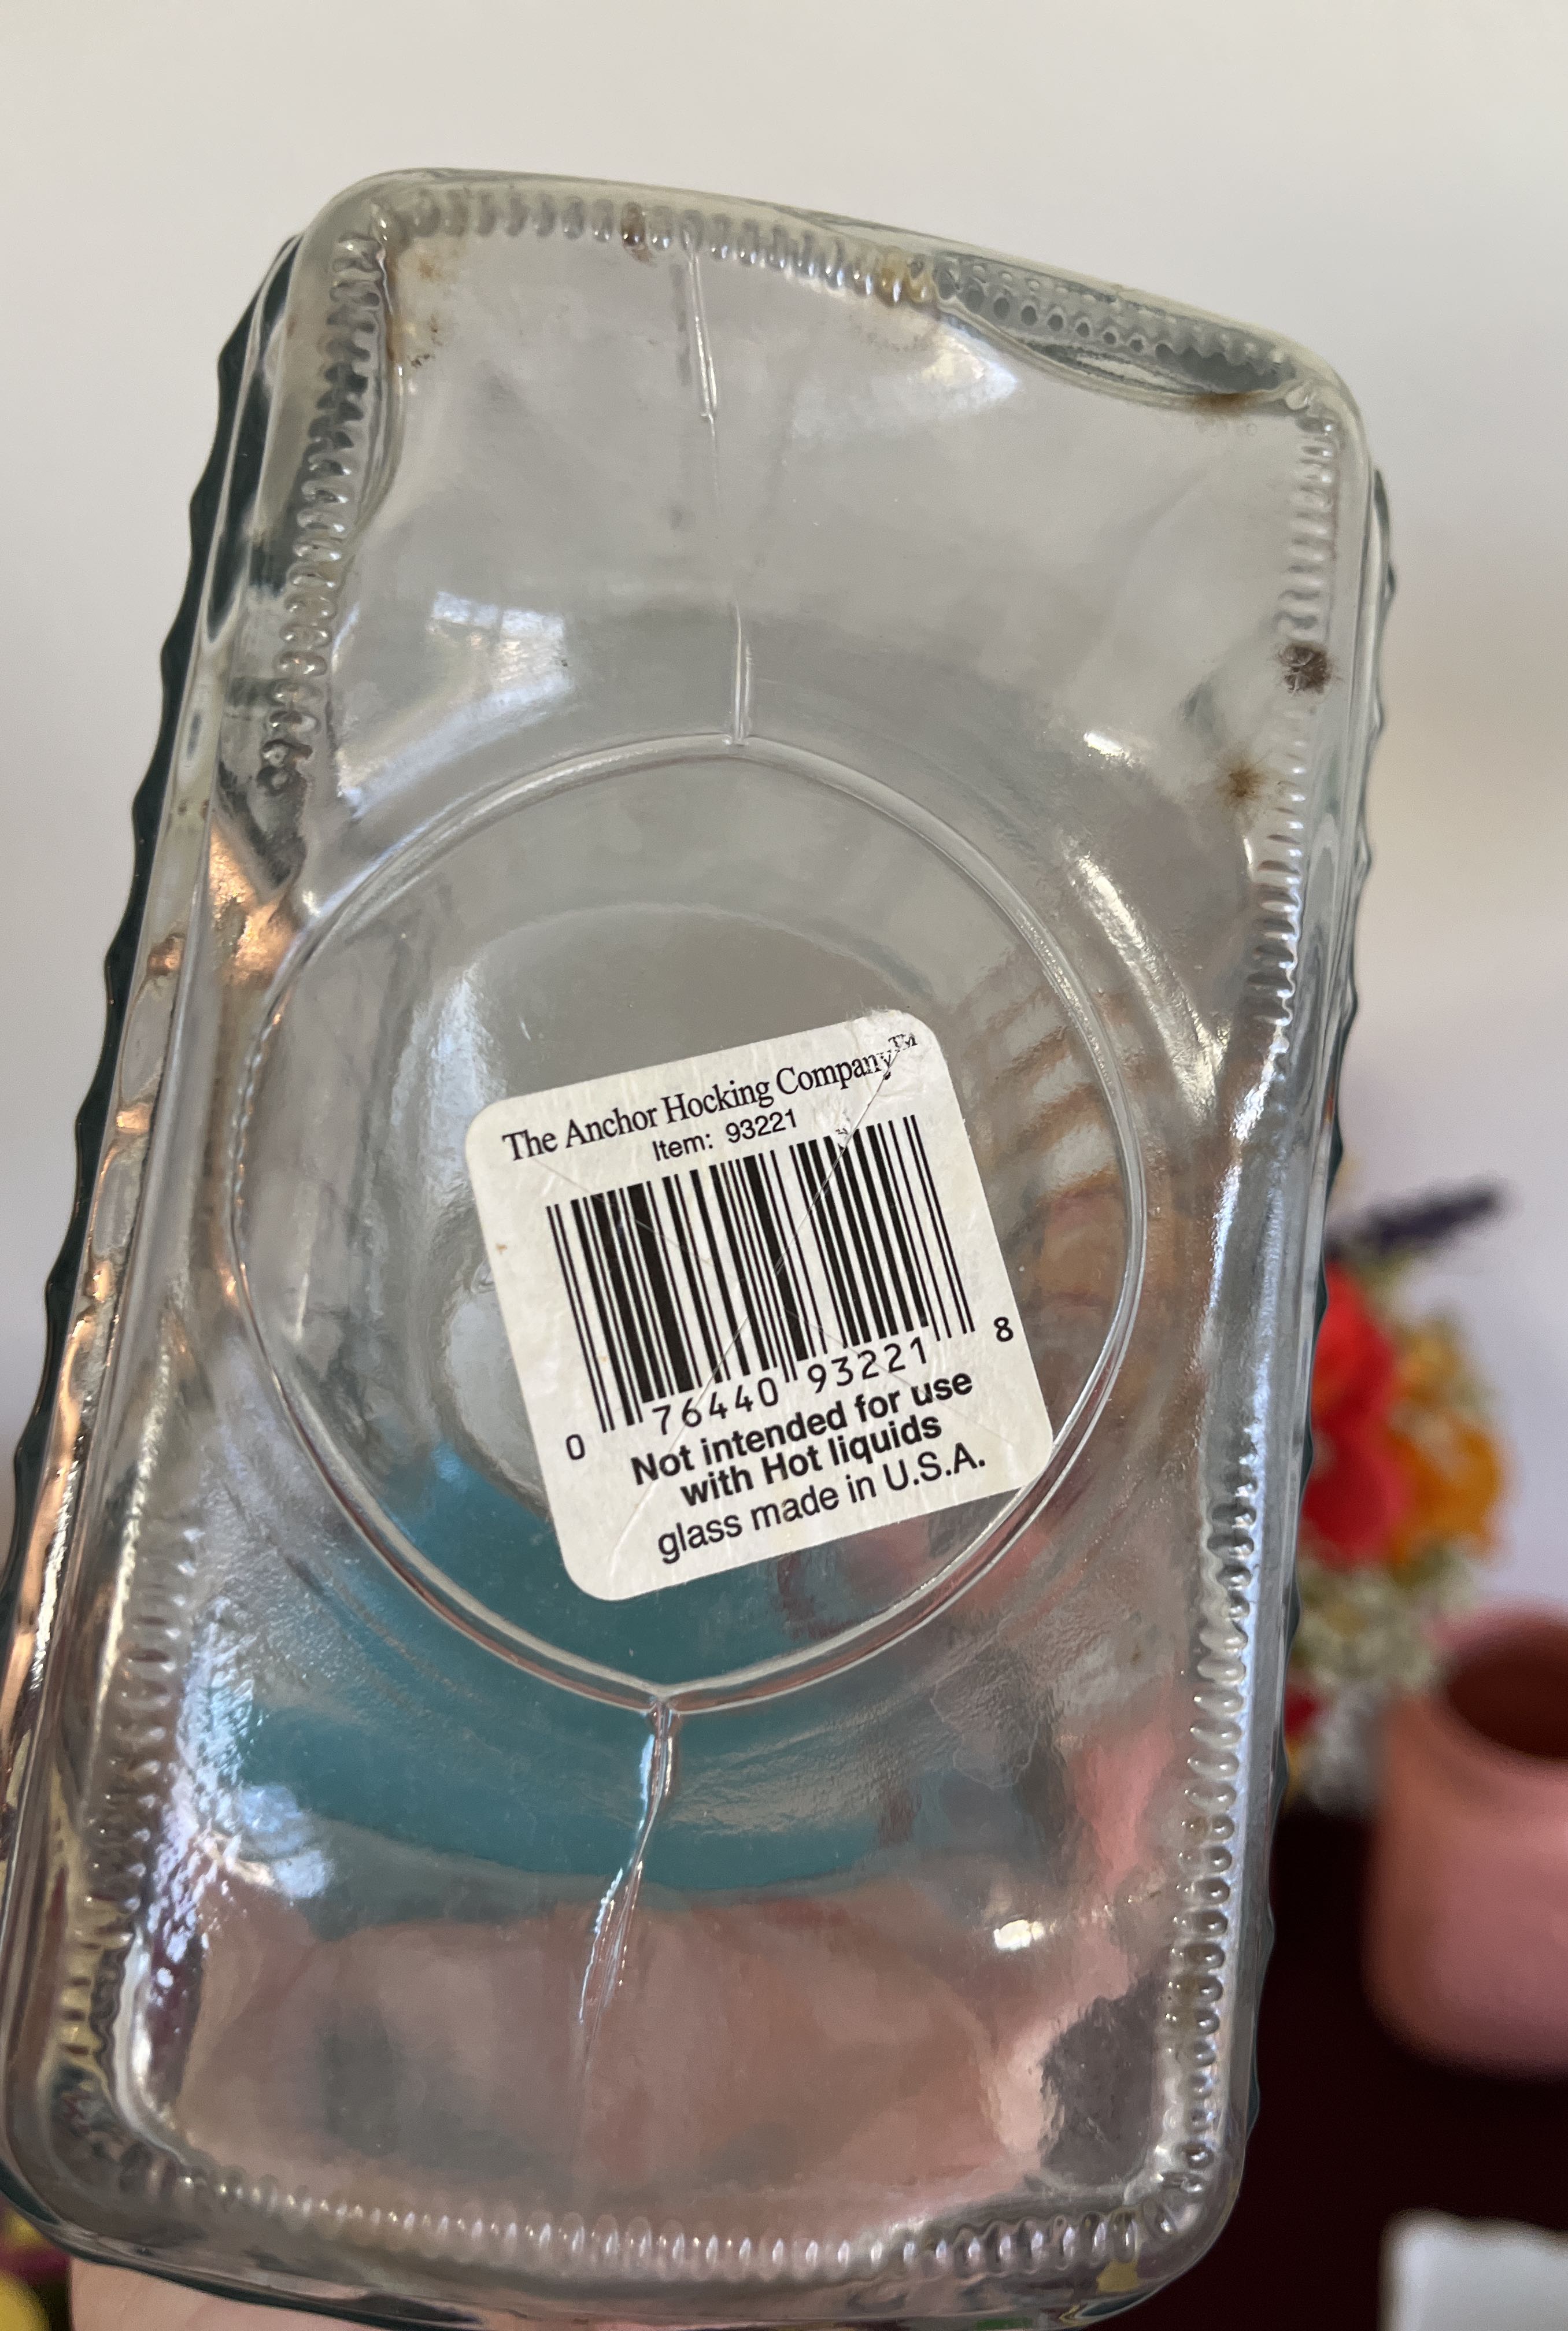 The Anchor Hocking Company™
Item: 93221
0 76440 93221 8
Not intended for use
with Hot liquids
glass made in U.S.A.